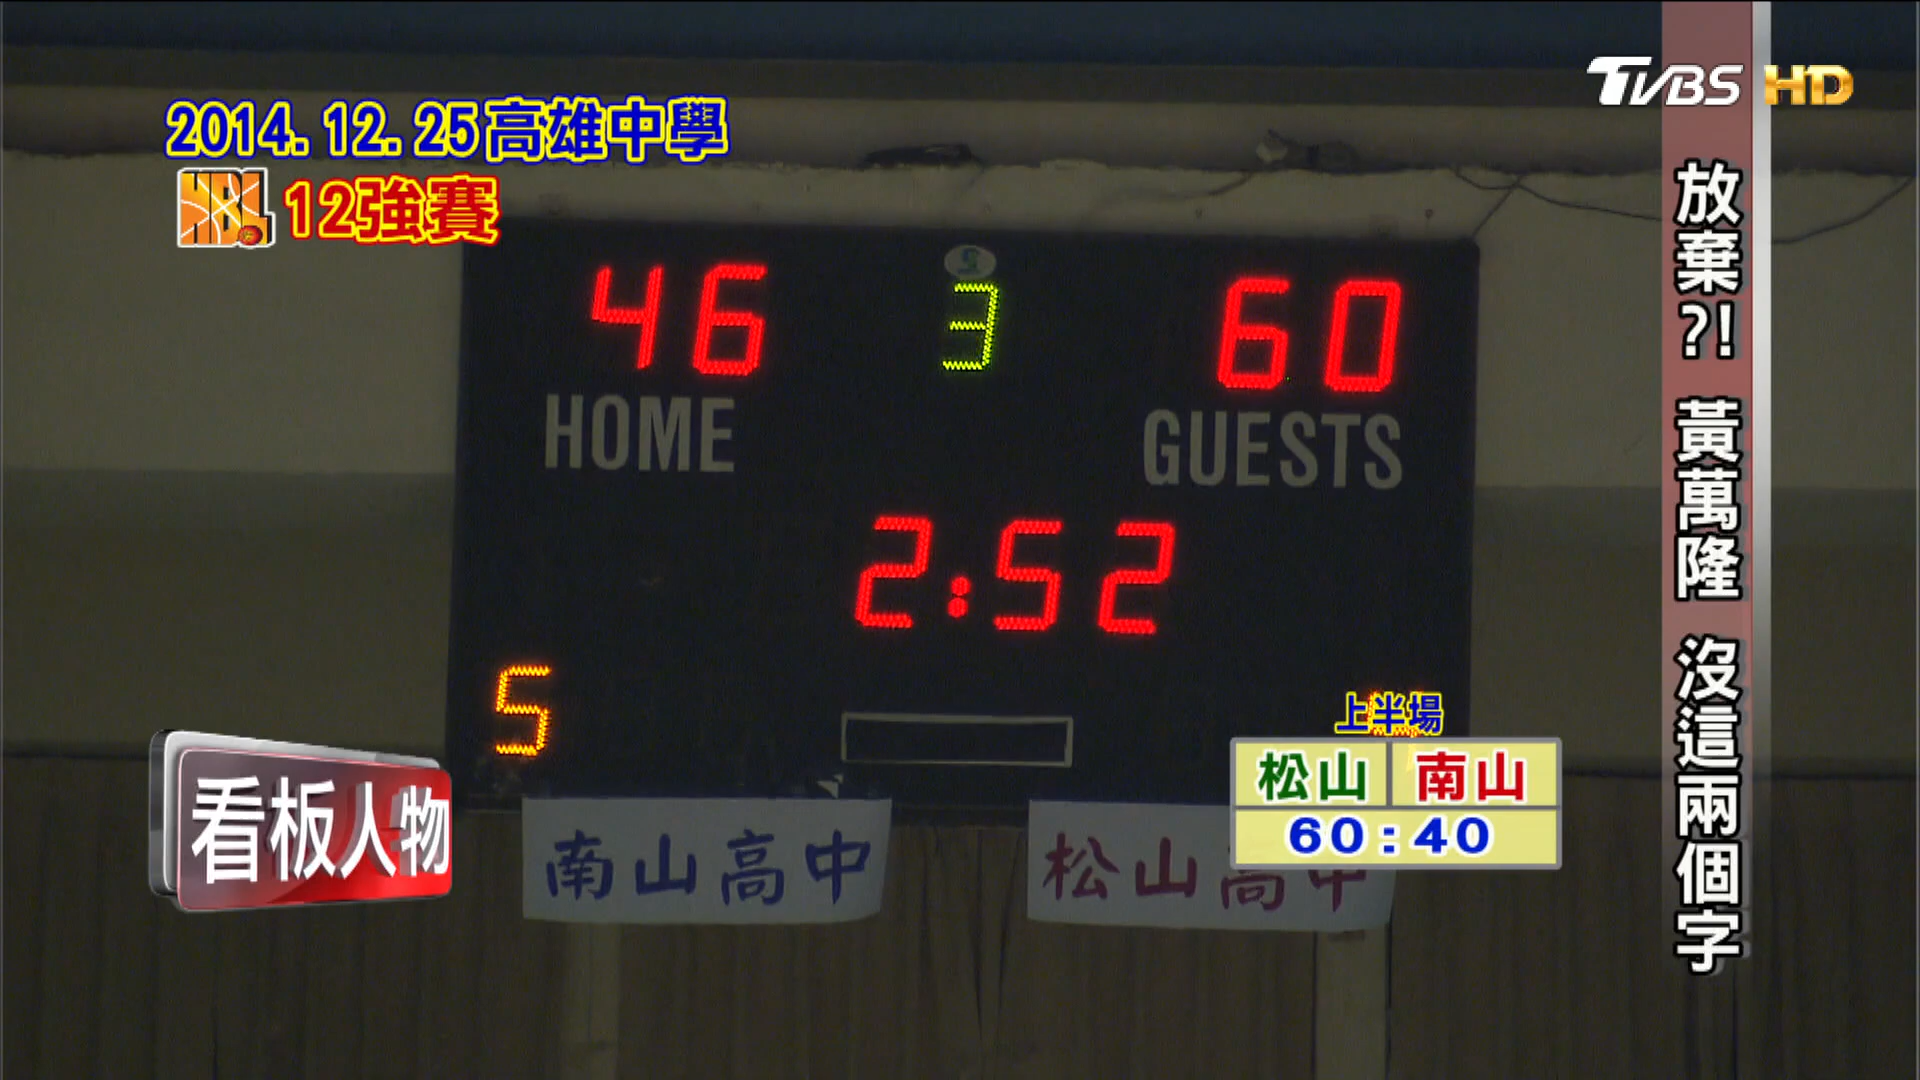 TVBS HD
2014.12.25高雄中學
HBL 12強賽
46 3 60
HOME GUESTS
2:52
5
上半場
松山 南山
60:40
看板人物
南山高中 松山高中
放棄?! 黃萬隆 沒這兩個字